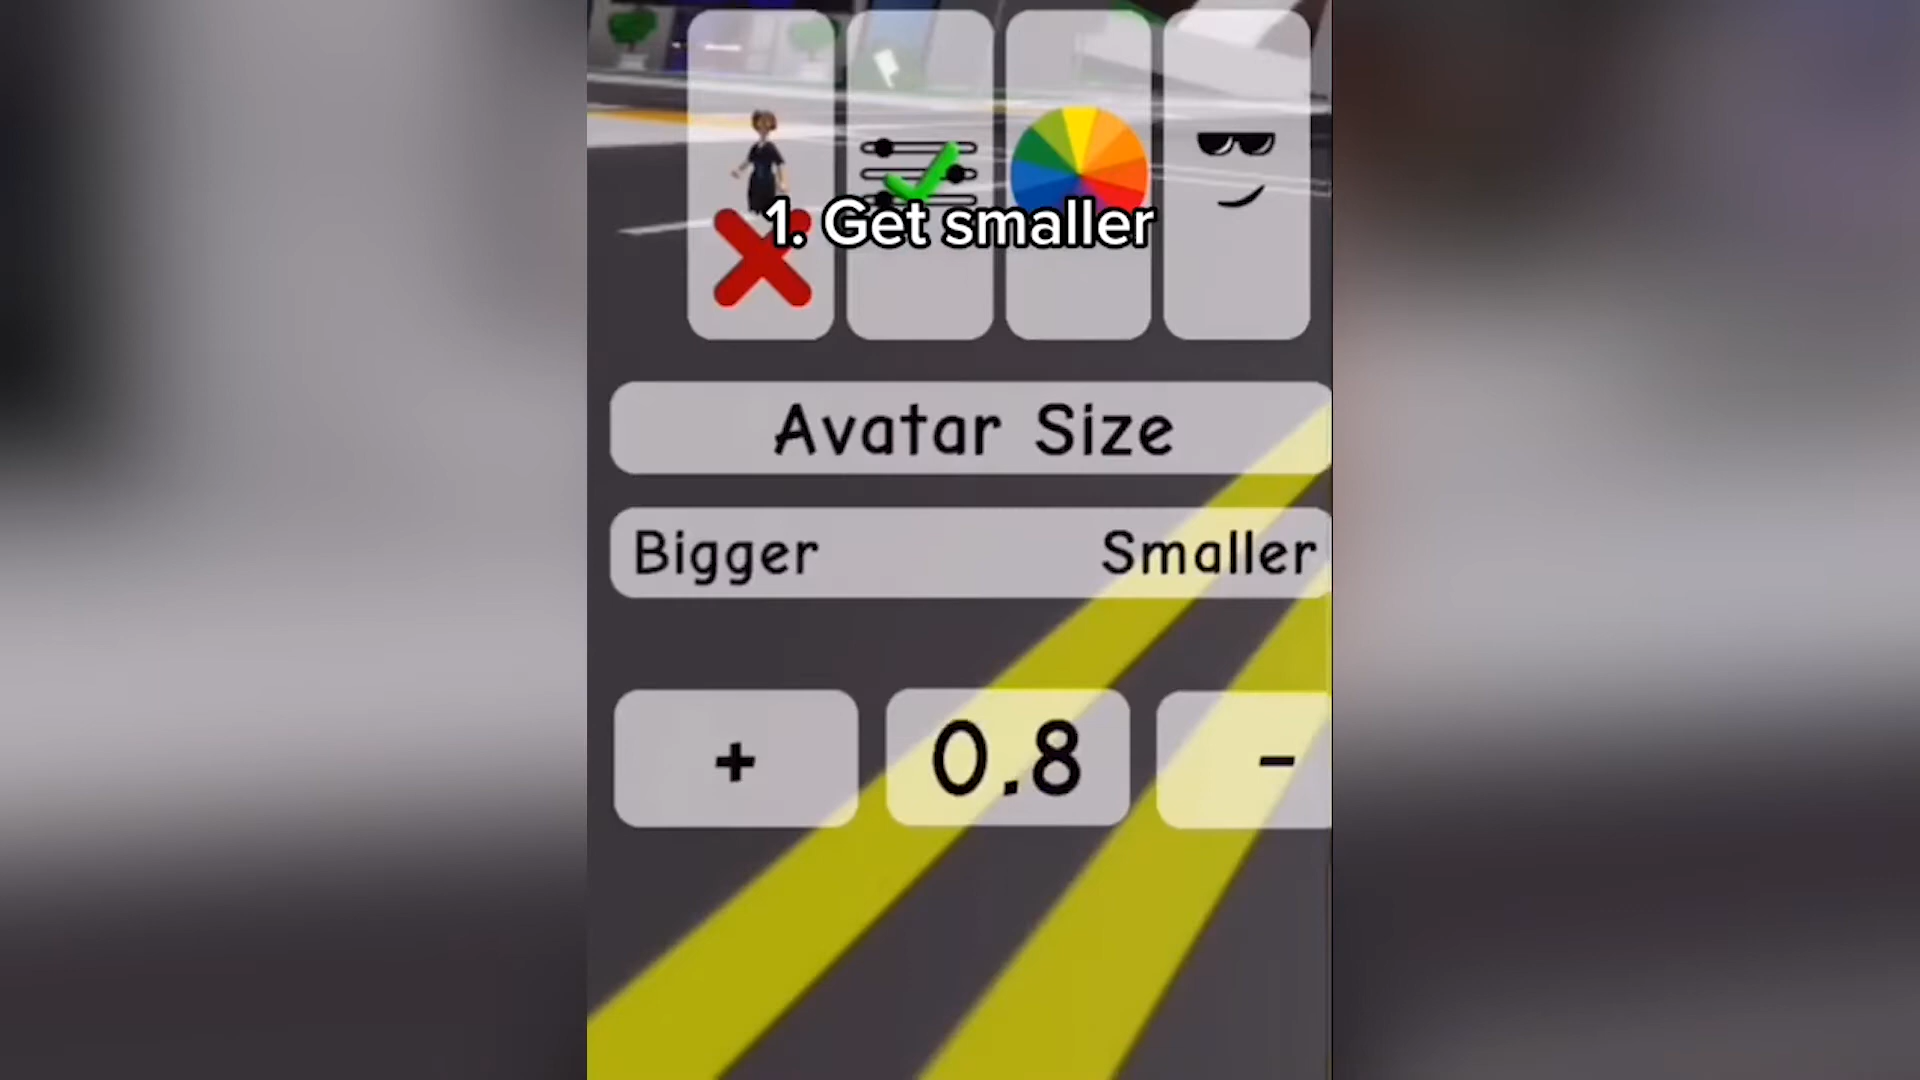 1. Get smaller
Avatar Size
Bigger Smaller
+ 0.8 -